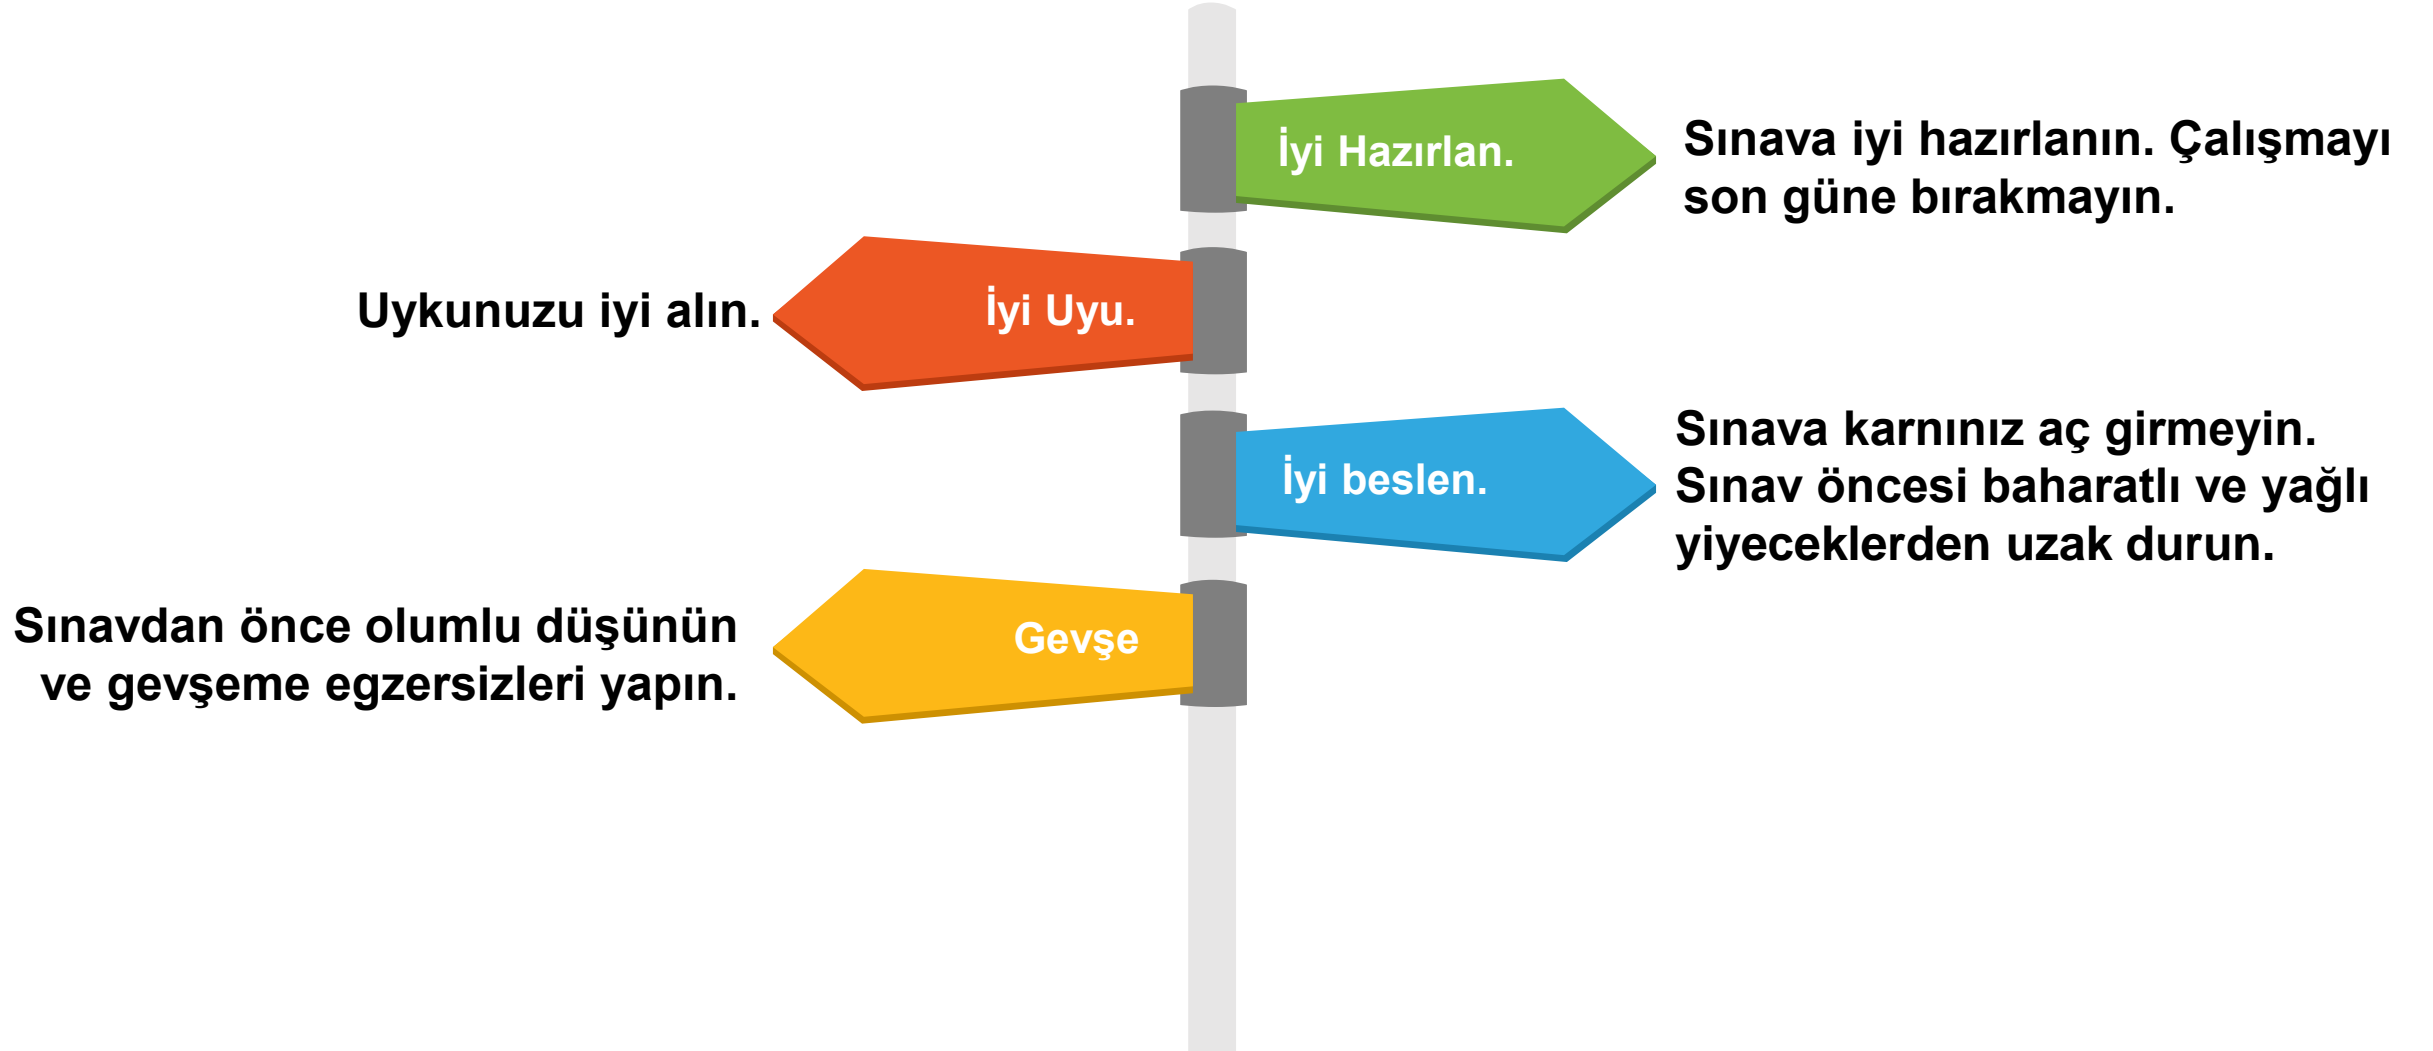 İyi Hazırlan.
Sınava iyi hazırlanın. Çalışmayı
son güne bırakmayın.
Uykunuzu iyi alın.
İyi Uyu.
İyi beslen.
Sınava karnınız aç girmeyin.
Sınav öncesi baharatlı ve yağlı
yiyeceklerden uzak durun.
Sınavdan önce olumlu düşünün
ve gevşeme egzersizleri yapın.
Gevşe